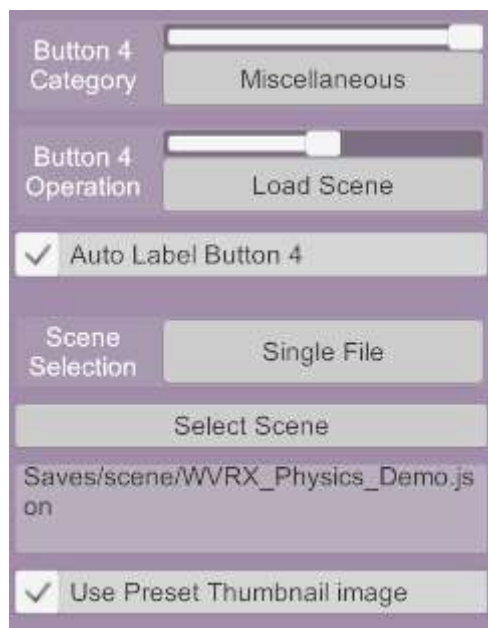 Button 4
Category
Miscellaneous
Button 4
Operation
Load Scene
Auto Label Button 4
Scene
Selection
Single File
Select Scene
Saves/scene/WVRX_Physics_Demo.js
on
Use Preset Thumbnail image